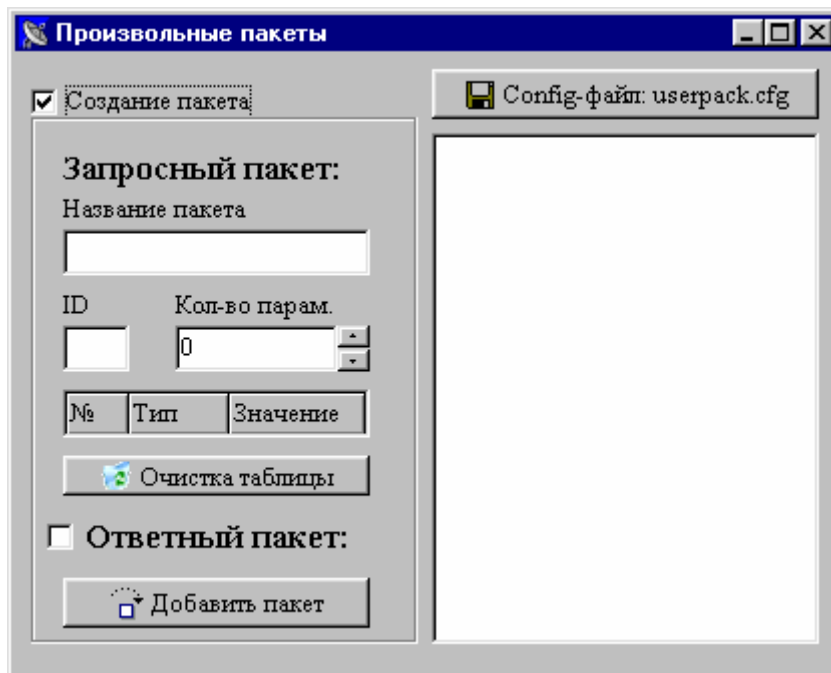 Произвольные пакеты
Создание пакета
Config-файл: userpack.cfg
Запросный пакет:
Название пакета
ID Кол-во парам.
0
№ Тип Значение
Очистка таблицы
Ответный пакет:
Добавить пакет